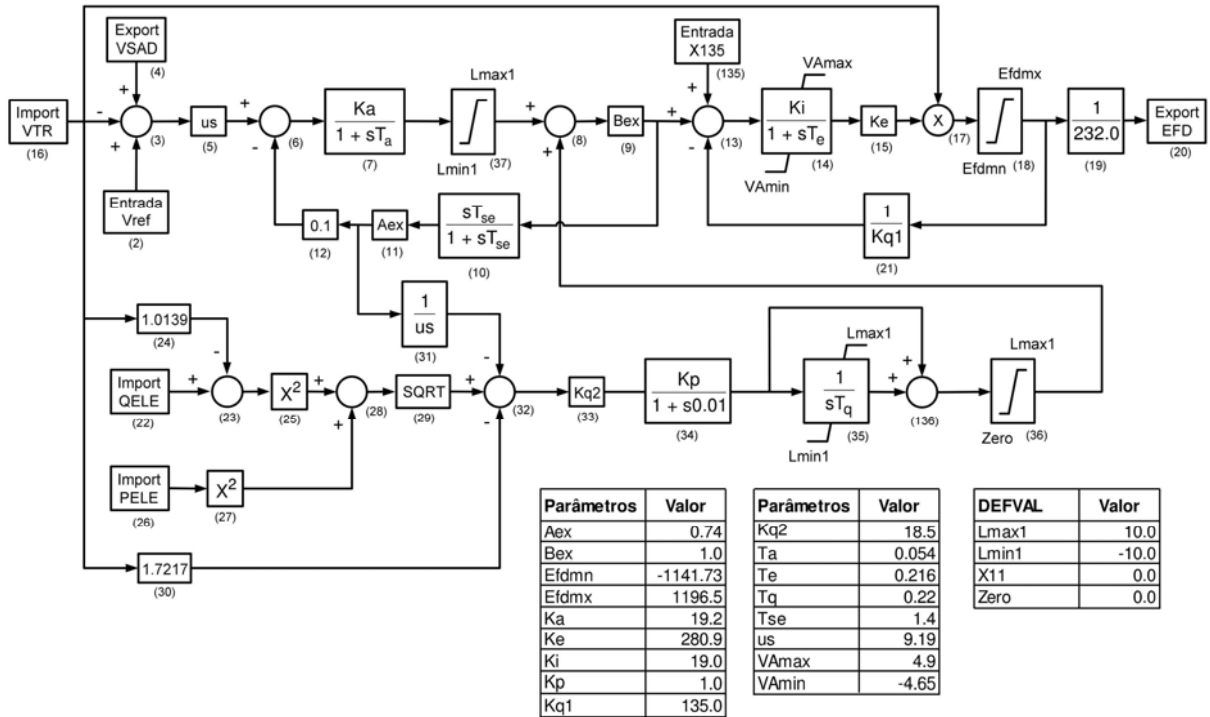 Import
VTR
(16)
Export
VSAD
(4)
+
-
+
(3)
Entrada
Vref
(2)
us
(5)
+
-
(6)
Ka
1 + sTa
(7)
Lmax1
Lmin1
(37)
+
+
(8)
Bex
(9)
Entrada
X135
(135)
+
+
-
(13)
VAmax
Ki
1 + sTe
VAmin
(14)
Ke
(15)
X
(17)
Efdmx
Efdmn
(18)
1
232.0
(19)
Export
EFD
(20)
0.1
(12)
Aex
(11)
sTse
1 + sTse
(10)
1
Kq1
(21)
1.0139
(24)
1
us
(31)
Import
QELE
(22)
+
-
(23)
X2
(25)
+
+
(28)
SQRT
(29)
+
-
-
(32)
Kq2
(33)
Kp
1 + s0.01
(34)
Lmax1
1
sTq
Lmin1
(35)
+
+
(136)
Lmax1
Zero
(36)
Import
PELE
(26)
X2
(27)
1.7217
(30)
Parâmetros Valor
Aex 0.74
Bex 1.0
Efdmn -1141.73
Efdmx 1196.5
Ka 19.2
Ke 280.9
Ki 19.0
Kp 1.0
Kq1 135.0
Parâmetros Valor
Kq2 18.5
Ta 0.054
Te 0.216
Tq 0.22
Tse 1.4
us 9.19
VAmax 4.9
VAmin -4.65
DEFVAL Valor
Lmax1 10.0
Lmin1 -10.0
X11 0.0
Zero 0.0